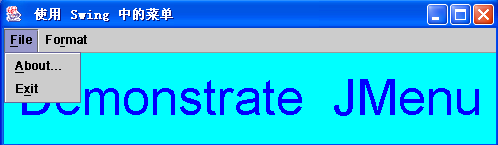 使用 Swing 中的菜单
File Format
About...
Exit
Demonstrate JMenu